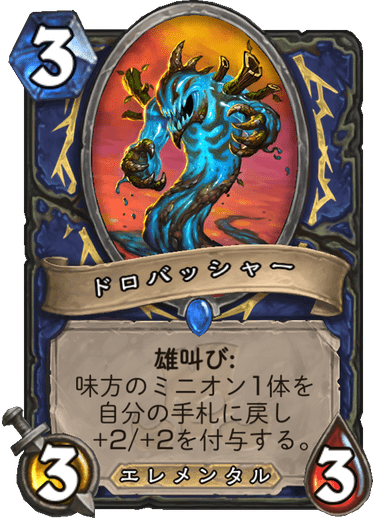 3
ドロバッシャー
雄叫び:
味方のミニオン1体を
自分の手札に戻し
+2/+2を付与する。
3
エレメンタル
3